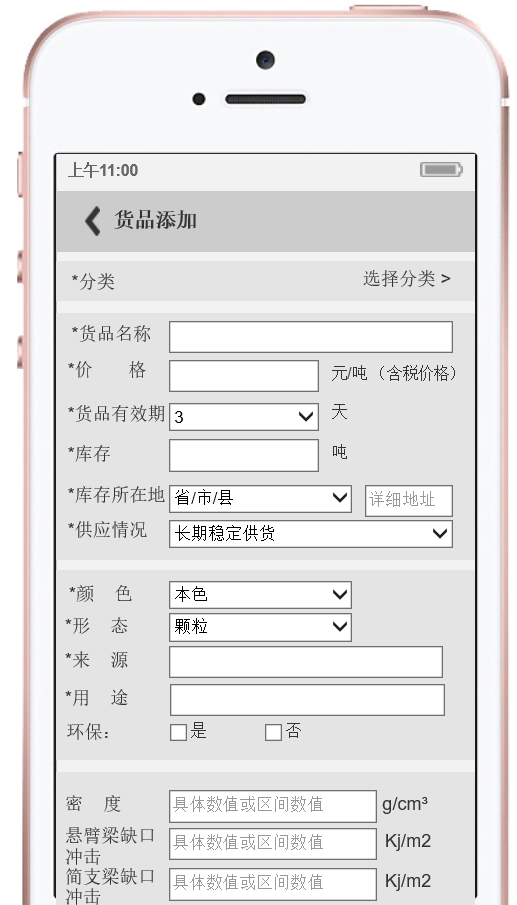 上午11:00
货品添加
*分类 选择分类 >
*货品名称
*价 格 元/吨（含税价格）
*货品有效期 3 天
*库存 吨
*库存所在地 省/市/县 详细地址
*供应情况 长期稳定供货
*颜 色 本色
*形 态 颗粒
*来 源
*用 途
环保： 是 否
密 度 具体数值或区间数值 g/cm³
悬臂梁缺口
冲击 具体数值或区间数值 Kj/m2
简支梁缺口
冲击 具体数值或区间数值 Kj/m2